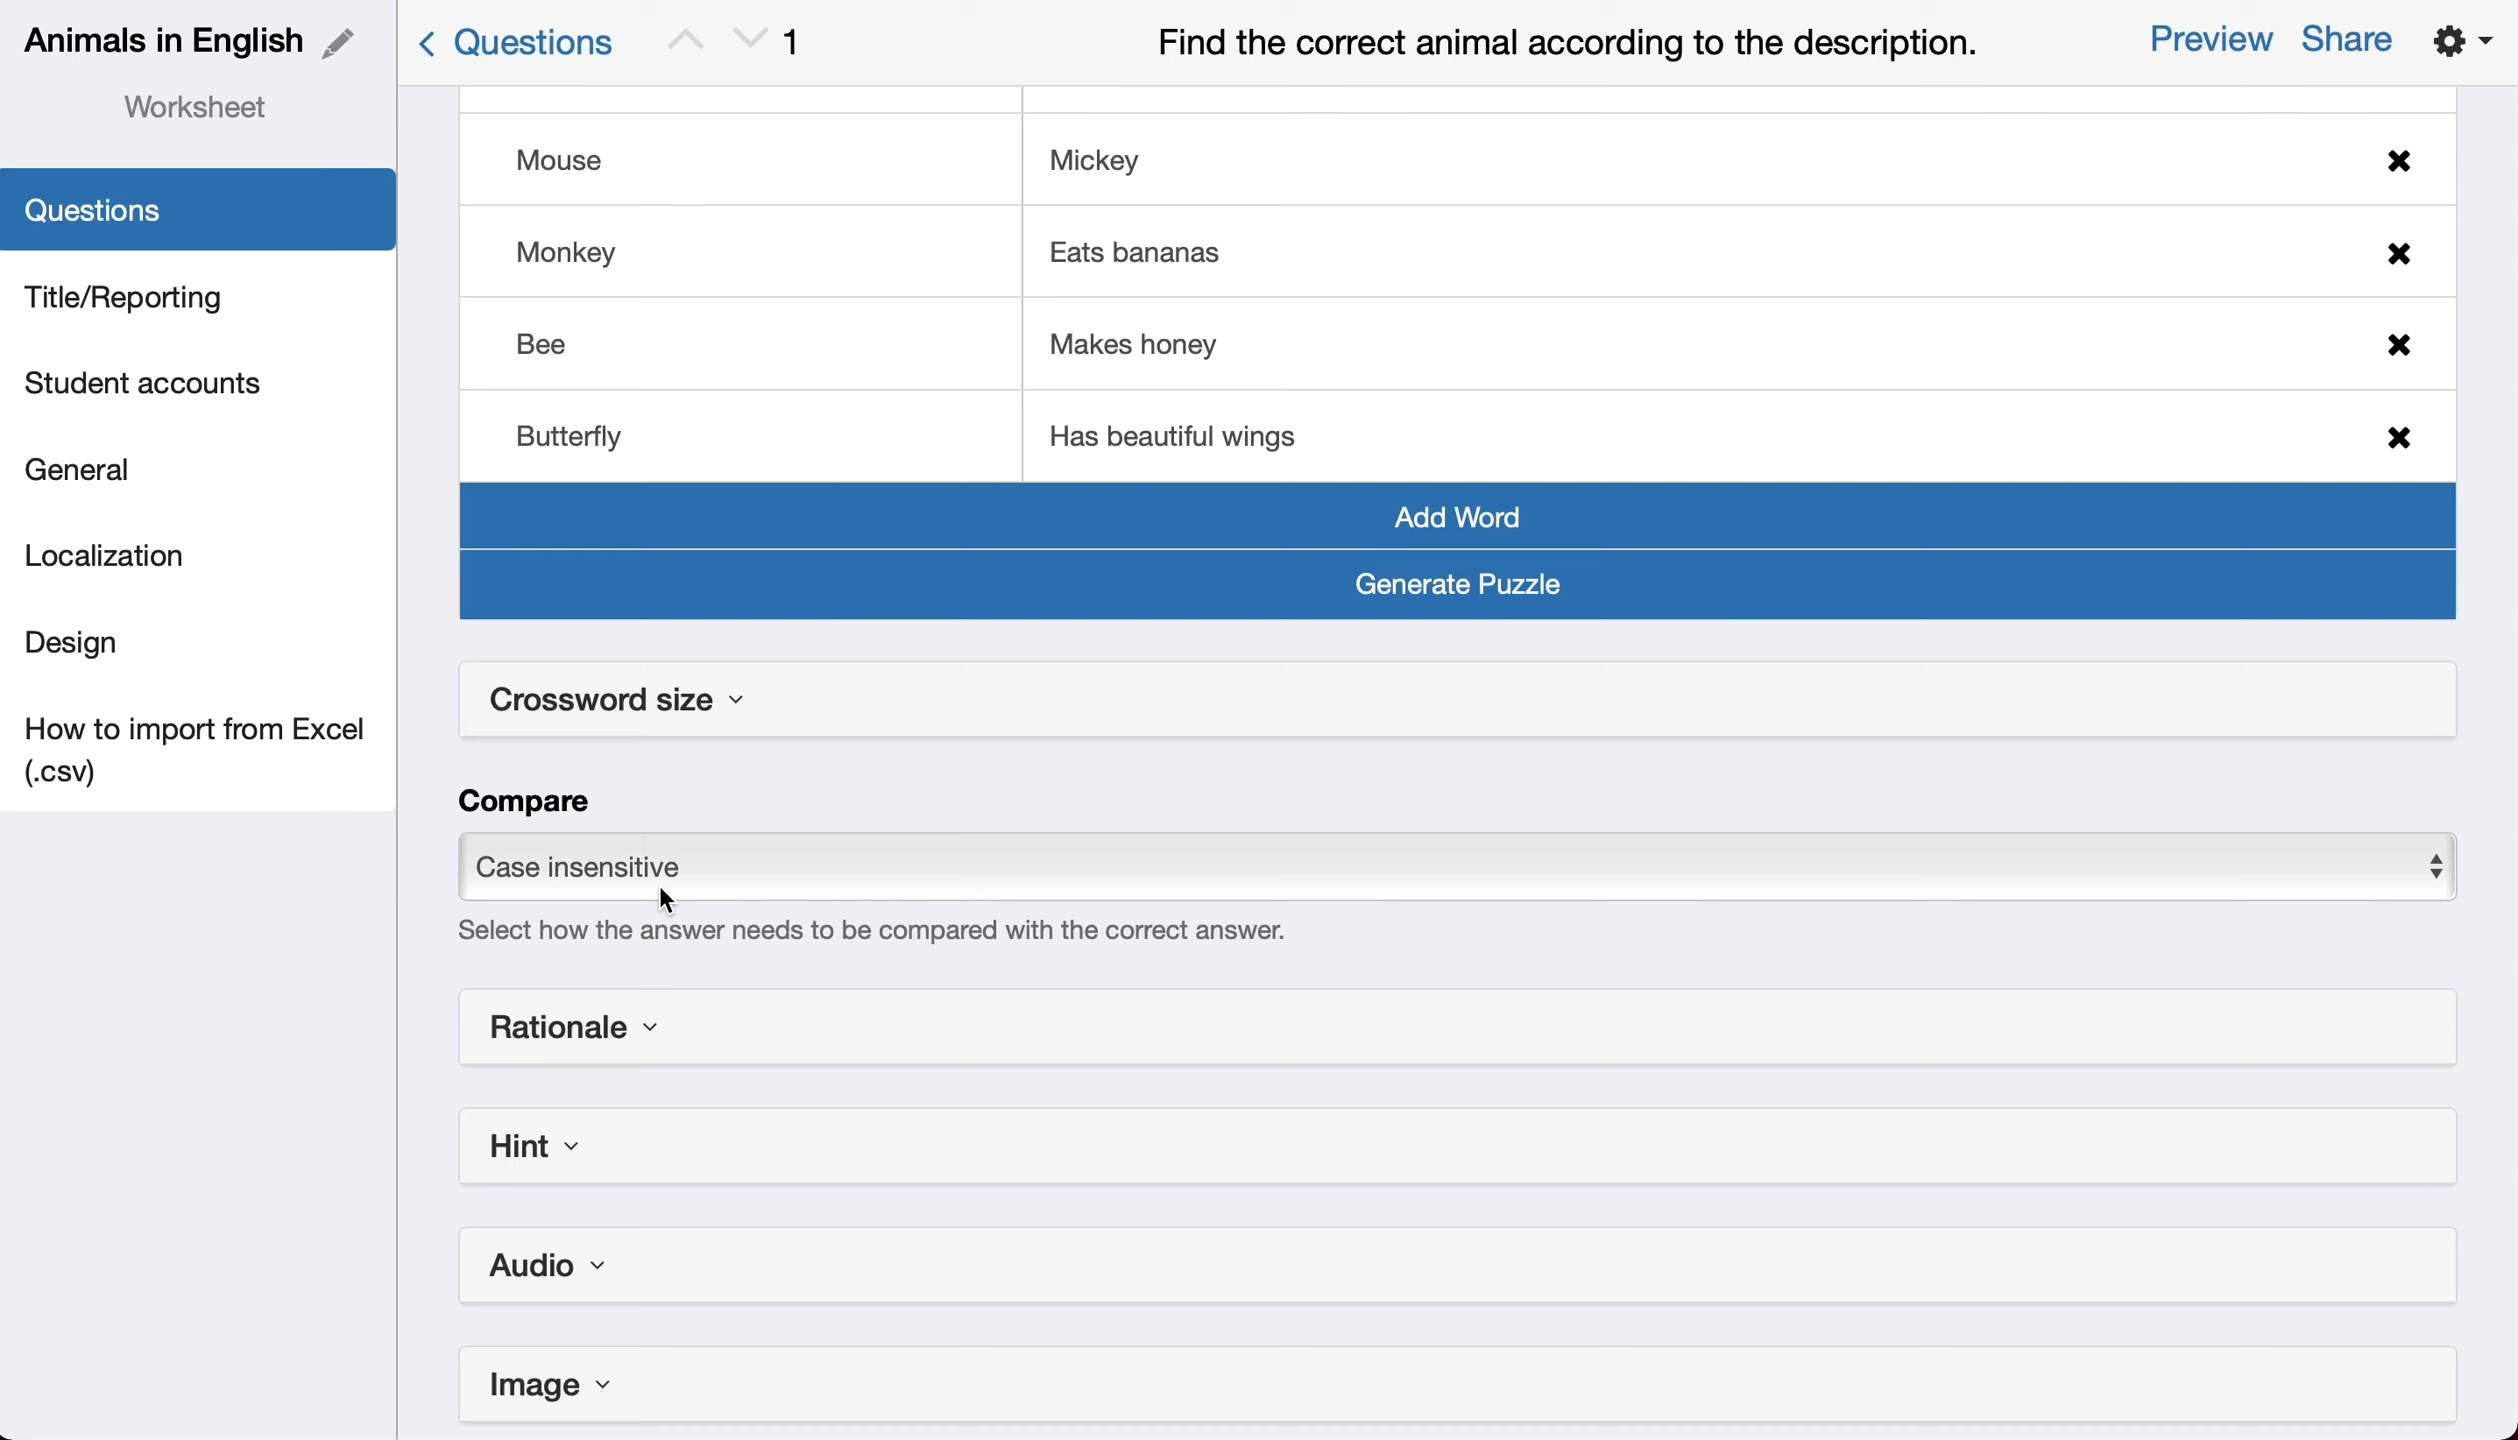 Animals in English
Worksheet
Questions
Title/Reporting
Student accounts
General
Localization
Design
How to import from Excel
(.csv)
Questions 1 Find the correct animal according to the description. Preview Share
Mouse Mickey
Monkey Eats bananas
Bee Makes honey
Butterfly Has beautiful wings
Add Word
Generate Puzzle
Crossword size
Compare
Case insensitive
Select how the answer needs to be compared with the correct answer.
Rationale
Hint
Audio
Image